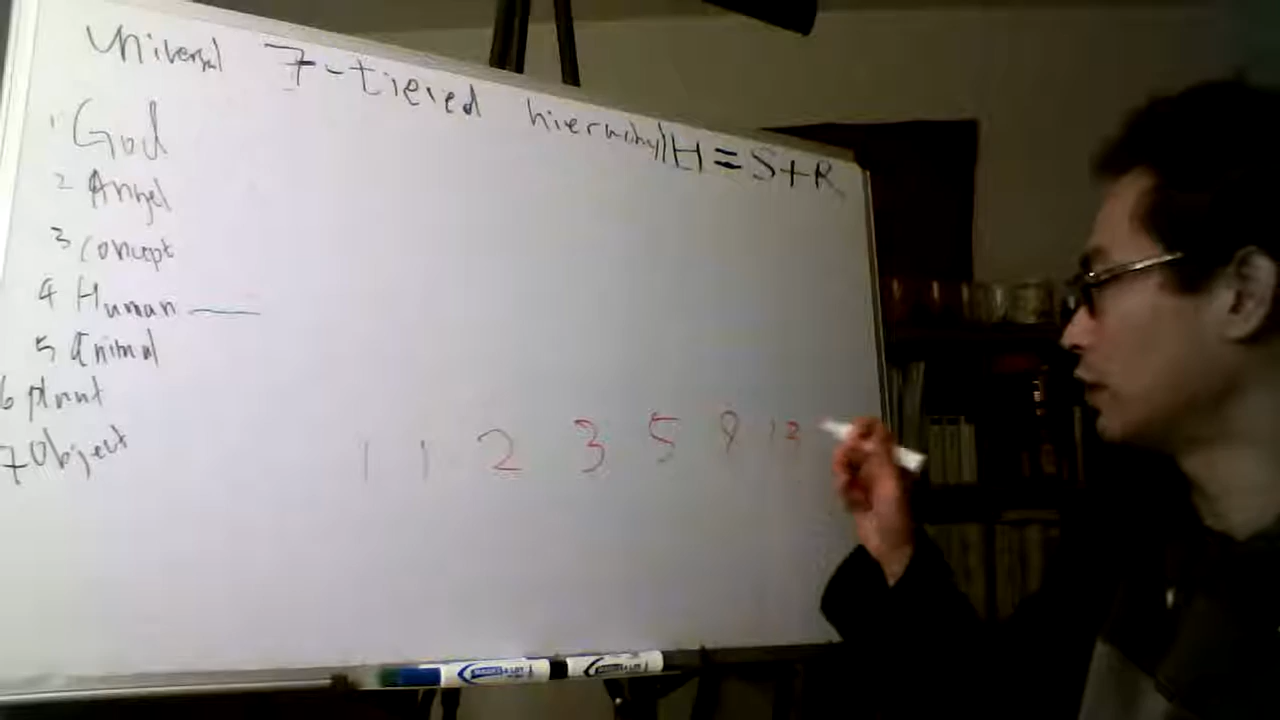 Universal 7-tiered hierarchy H = S+R
1 God
2 Angel
3 concept
4 Human
5 Animal
6 plant
7 Object
1 1 2 3 5 8 13